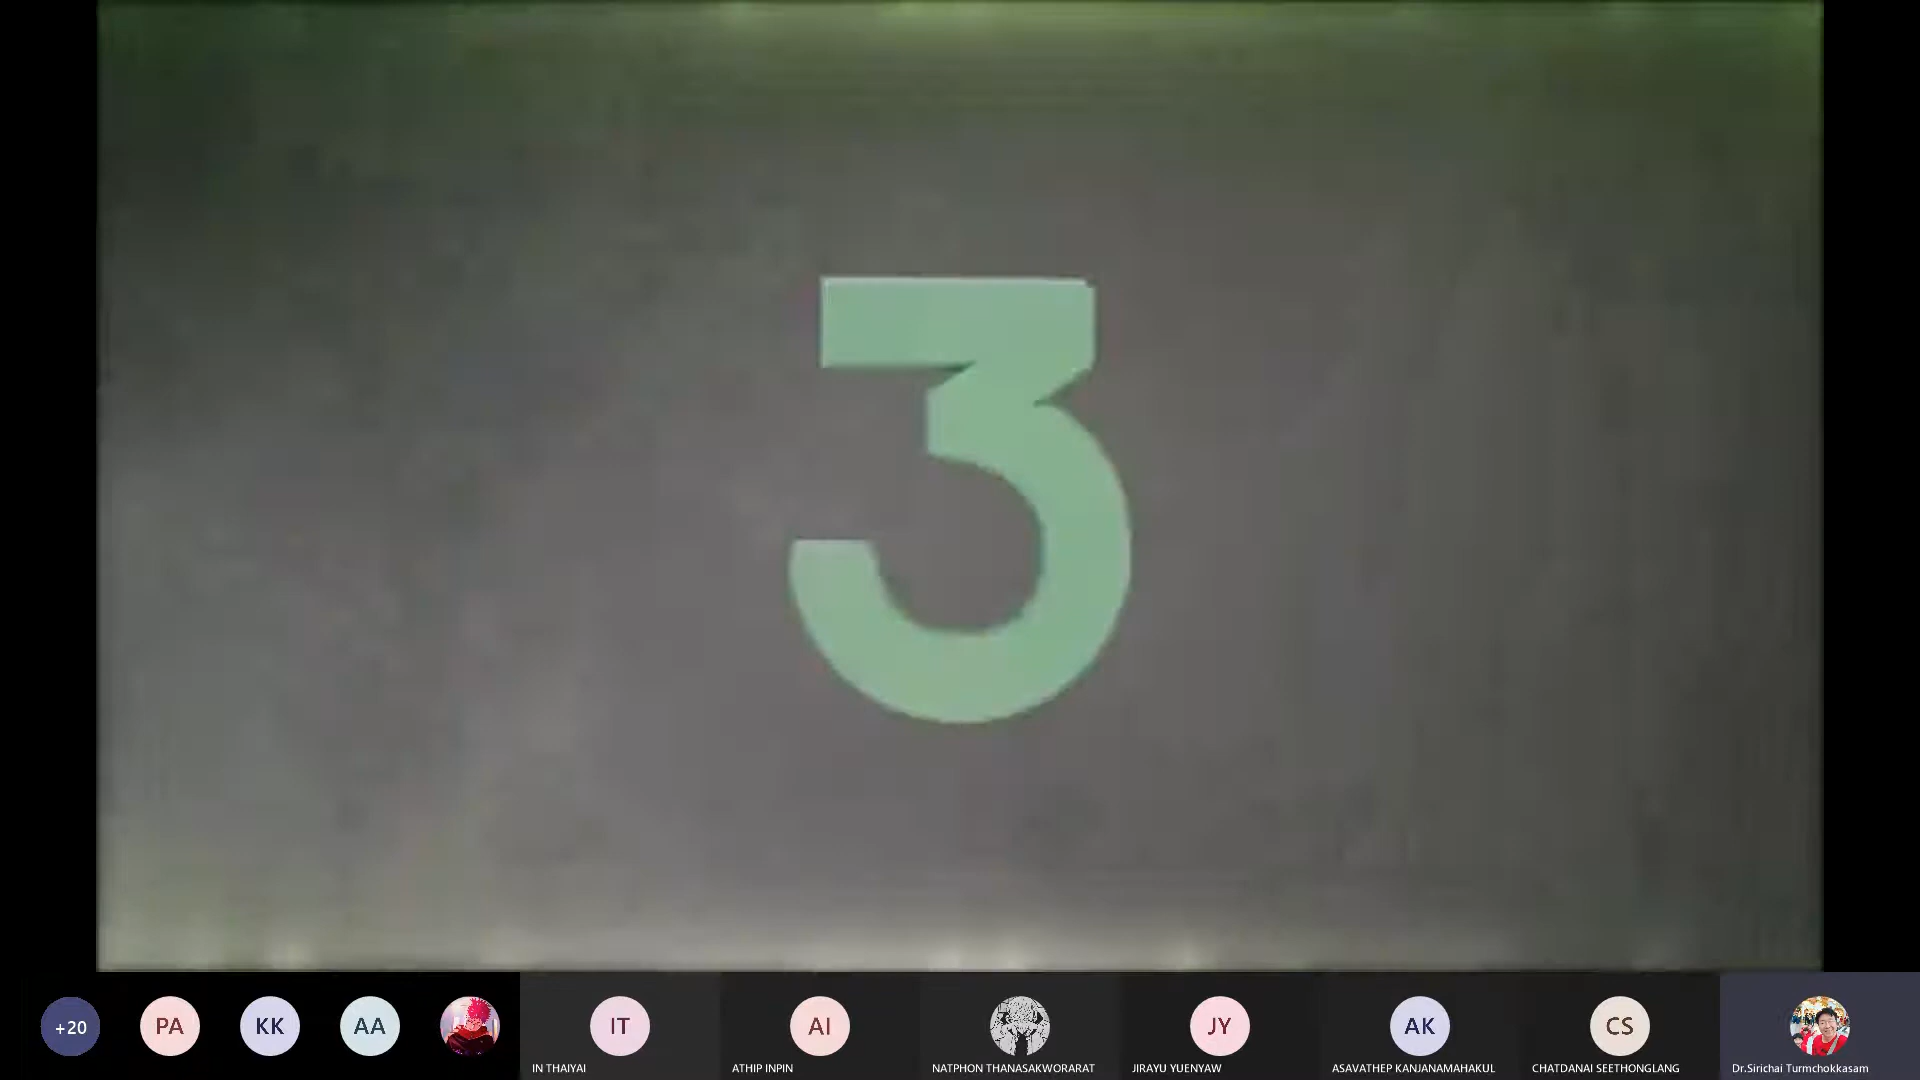 3
+20
PA
KK
AA
IT
AI
JY
AK
CS
IN THAIYAI
ATHIP INPIN
NATPHON THANASAKWORARAT
JIRAYU YUENYAW
ASAVATHEP KANJANAMAHAKUL
CHATDANAI SEETHONGLANG
Dr.Sirichai Turmchokkasam